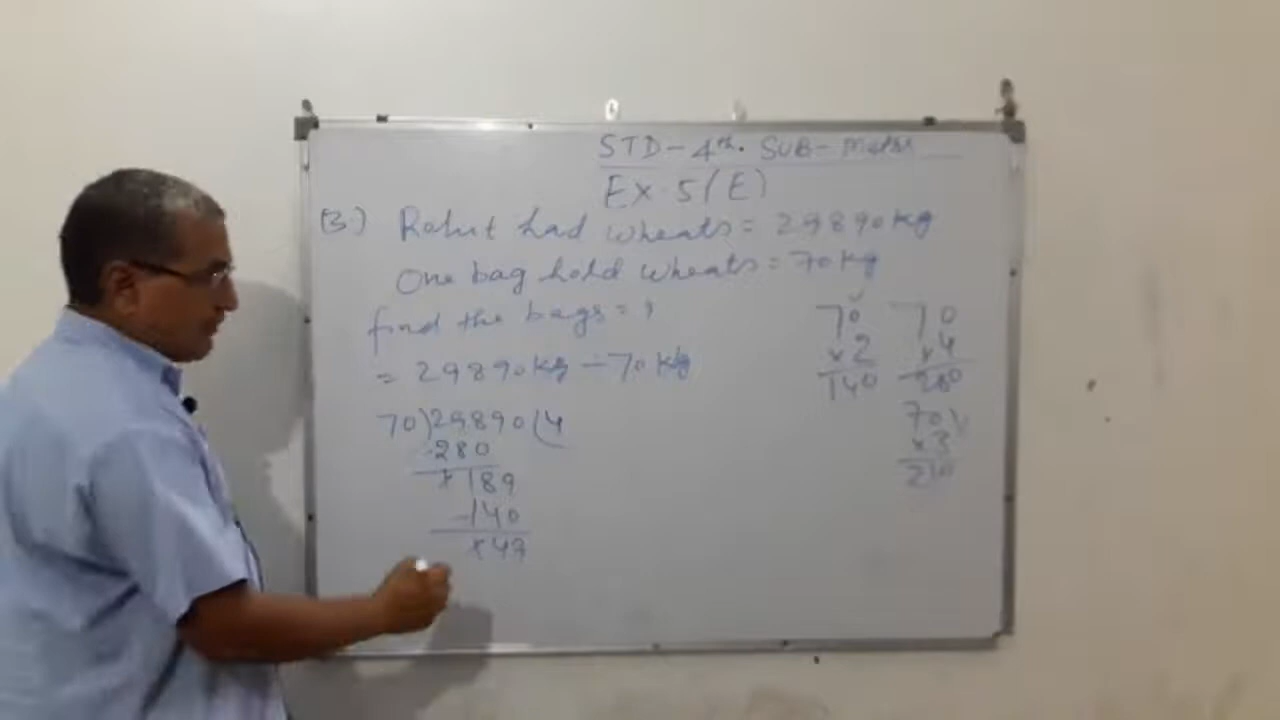 STD - 4th. SUB - Maths
EX. 5 (E)
(3.) Rahut had wheats = 29890 kg
One bag hold wheats = 70 kg
find the bags = ?
= 29890 kg ÷ 70 kg
70)29890(4
-280
×189
-140
×49
70
×2
140
70
×4
280
70
×3
210